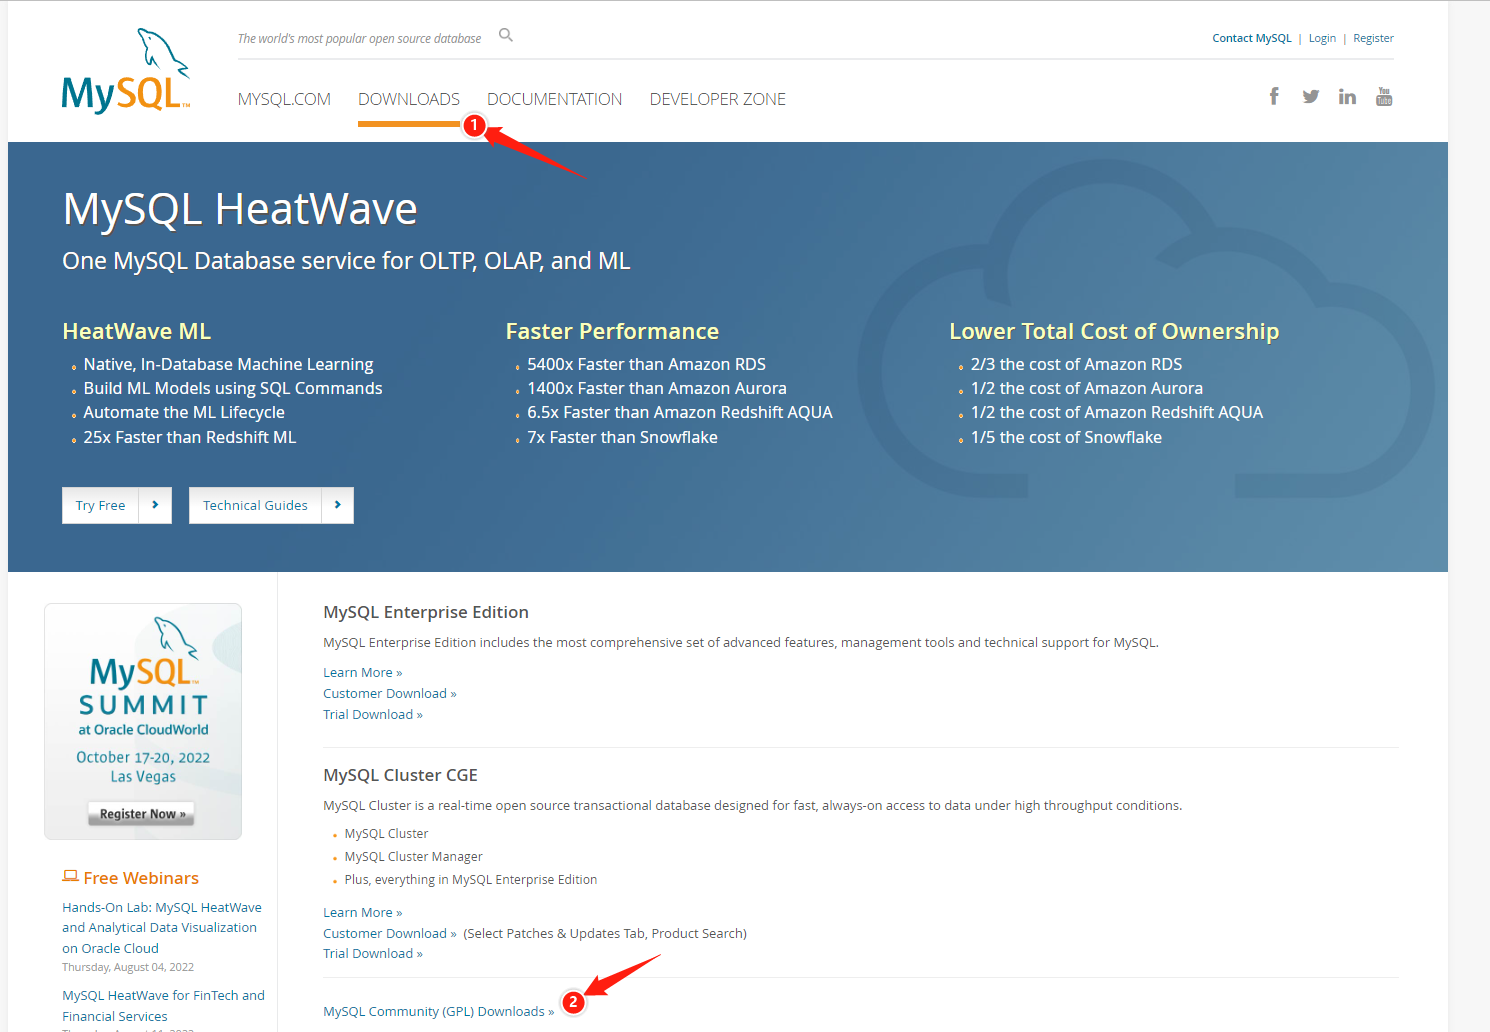 The world's most popular open source database
Contact MySQL | Login | Register
MySQL™
MYSQL.COM DOWNLOADS DOCUMENTATION DEVELOPER ZONE
You
Tube
1
MySQL HeatWave
One MySQL Database service for OLTP, OLAP, and ML
HeatWave ML
Native, In-Database Machine Learning
Build ML Models using SQL Commands
Automate the ML Lifecycle
25x Faster than Redshift ML
Faster Performance
5400x Faster than Amazon RDS
1400x Faster than Amazon Aurora
6.5x Faster than Amazon Redshift AQUA
7x Faster than Snowflake
Lower Total Cost of Ownership
2/3 the cost of Amazon RDS
1/2 the cost of Amazon Aurora
1/2 the cost of Amazon Redshift AQUA
1/5 the cost of Snowflake
Try Free
Technical Guides
MySQL™
SUMMIT
at Oracle CloudWorld
October 17-20, 2022
Las Vegas
Register Now »
Free Webinars
Hands-On Lab: MySQL HeatWave
and Analytical Data Visualization
on Oracle Cloud
Thursday, August 04, 2022
MySQL HeatWave for FinTech and
Financial Services
MySQL Enterprise Edition
MySQL Enterprise Edition includes the most comprehensive set of advanced features, management tools and technical support for MySQL.
Learn More »
Customer Download »
Trial Download »
MySQL Cluster CGE
MySQL Cluster is a real-time open source transactional database designed for fast, always-on access to data under high throughput conditions.
MySQL Cluster
MySQL Cluster Manager
Plus, everything in MySQL Enterprise Edition
Learn More »
Customer Download » (Select Patches & Updates Tab, Product Search)
Trial Download »
MySQL Community (GPL) Downloads »
2